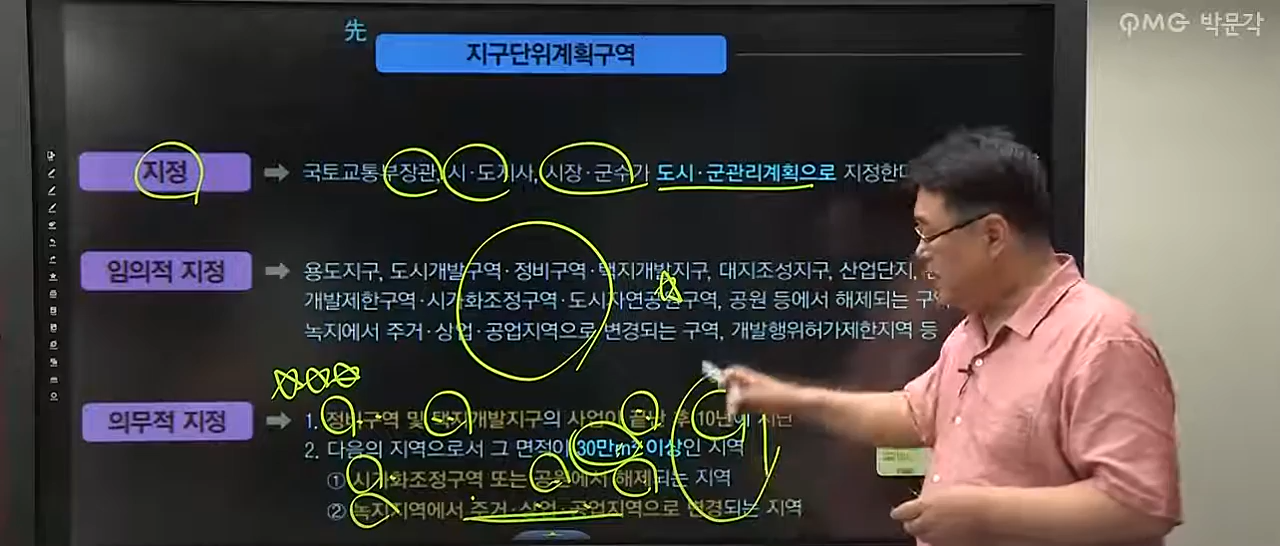 先
지구단위계획구역
QMG 박문각
지정
국토교통부장관, 시·도지사, 시장·군수가 도시·군관리계획으로 지정한다
임의적 지정
용도지구, 도시개발구역·정비구역·택지개발지구, 대지조성지구, 산업단지,
개발제한구역·시가화조정구역·도시자연공원구역, 공원 등에서 해제되는 구역
녹지에서 주거·상업·공업지역으로 변경되는 구역, 개발행위허가제한지역 등
의무적 지정
1. 정비구역 및 택지개발지구의 사업이 끝난 후 10년이 지난
2. 다음의 지역으로서 그 면적이 30만m² 이상인 지역
① 시가화조정구역 또는 공원에서 해제되는 지역
② 녹지지역에서 주거·상업·공업지역으로 변경되는 지역